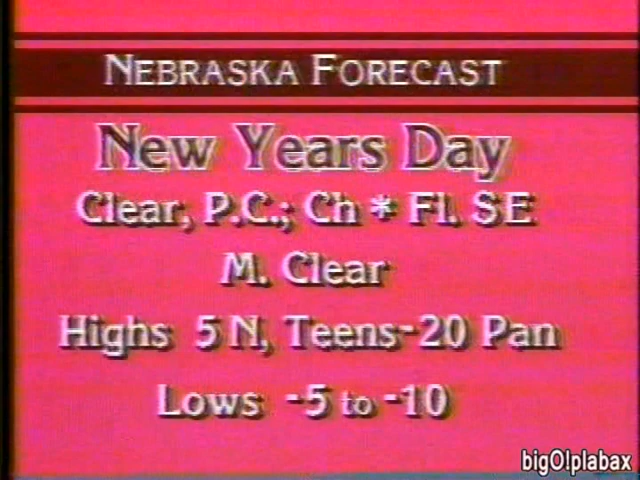 Nebraska Forecast
New Years Day
Clear, P.C.; Ch * Fl. SE
M. Clear
Highs 5 N, Teens-20 Pan
Lows -5 to -10
bigO!plabax